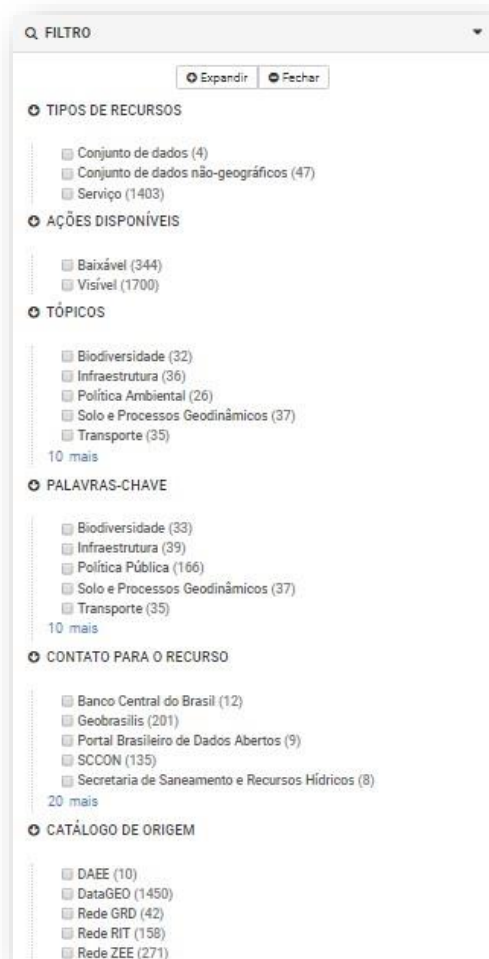 FILTRO
Expandir Fechar
TIPOS DE RECURSOS
Conjunto de dados (4)
Conjunto de dados não-geográficos (47)
Serviço (1403)
AÇÕES DISPONÍVEIS
Baixável (344)
Visível (1700)
TÓPICOS
Biodiversidade (32)
Infraestrutura (36)
Política Ambiental (26)
Solo e Processos Geodinâmicos (37)
Transporte (35)
10 mais
PALAVRAS-CHAVE
Biodiversidade (33)
Infraestrutura (39)
Política Pública (166)
Solo e Processos Geodinâmicos (37)
Transporte (35)
10 mais
CONTATO PARA O RECURSO
Banco Central do Brasil (12)
Geobrasilis (201)
Portal Brasileiro de Dados Abertos (9)
SCCON (135)
Secretaria de Saneamento e Recursos Hídricos (8)
20 mais
CATÁLOGO DE ORIGEM
DAEE (10)
DataGEO (1450)
Rede GRD (42)
Rede RIT (158)
Rede ZEE (271)